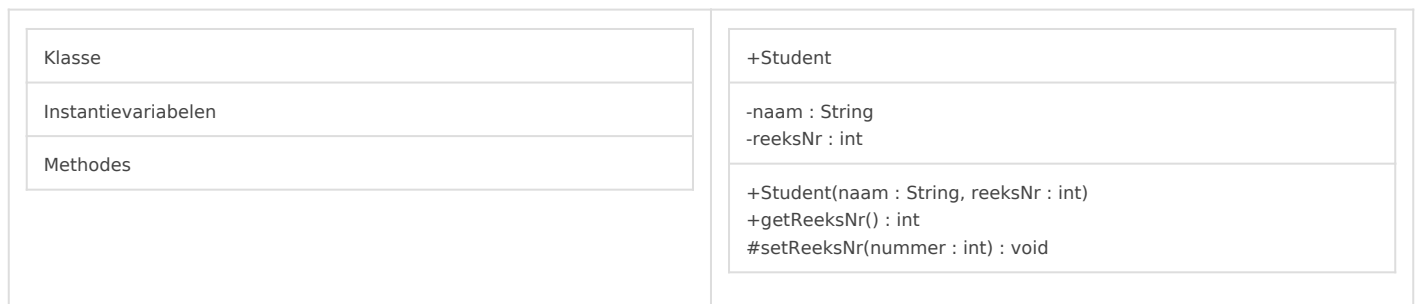 Klasse
Instantievariabelen
Methodes
+Student
-naam : String
-reeksNr : int
+Student(naam : String, reeksNr : int)
+getReeksNr() : int
#setReeksNr(nummer : int) : void